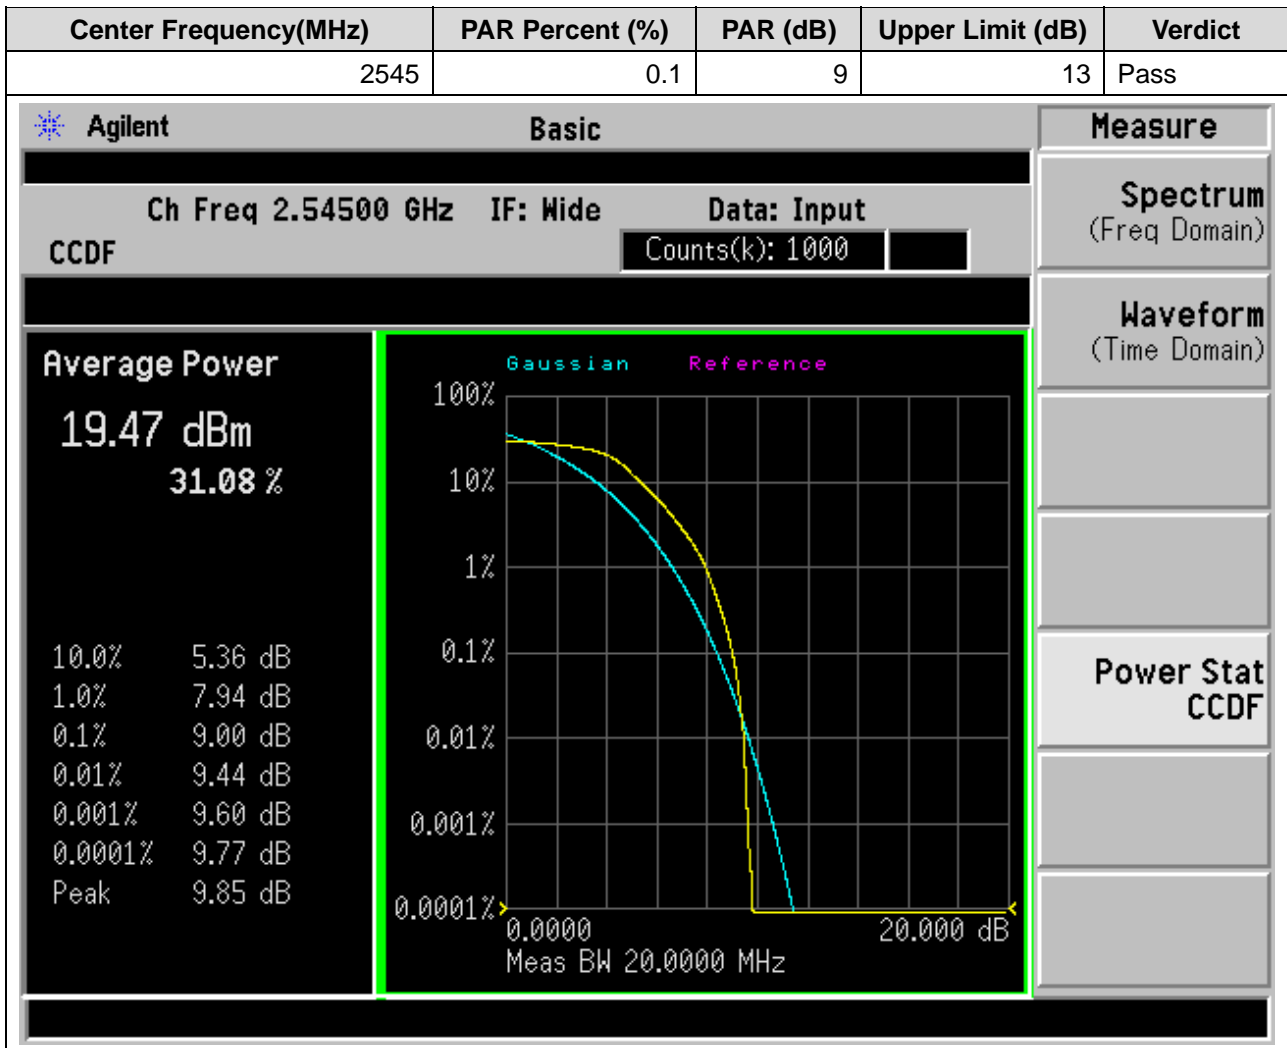 Center Frequency(MHz) PAR Percent (%) PAR (dB) Upper Limit (dB) Verdict
2545 0.1 9 13 Pass
Agilent Basic Measure
Ch Freq 2.54500 GHz IF: Wide Data: Input
CCDF Counts(k): 1000
Spectrum
(Freq Domain)
Waveform
(Time Domain)
Power Stat
CCDF
Average Power
19.47 dBm
31.08 %
10.0% 5.36 dB
1.0% 7.94 dB
0.1% 9.00 dB
0.01% 9.44 dB
0.001% 9.60 dB
0.0001% 9.77 dB
Peak 9.85 dB
Gaussian Reference
100%
10%
1%
0.1%
0.01%
0.001%
0.0001%
0.0000 20.000 dB
Meas BW 20.0000 MHz